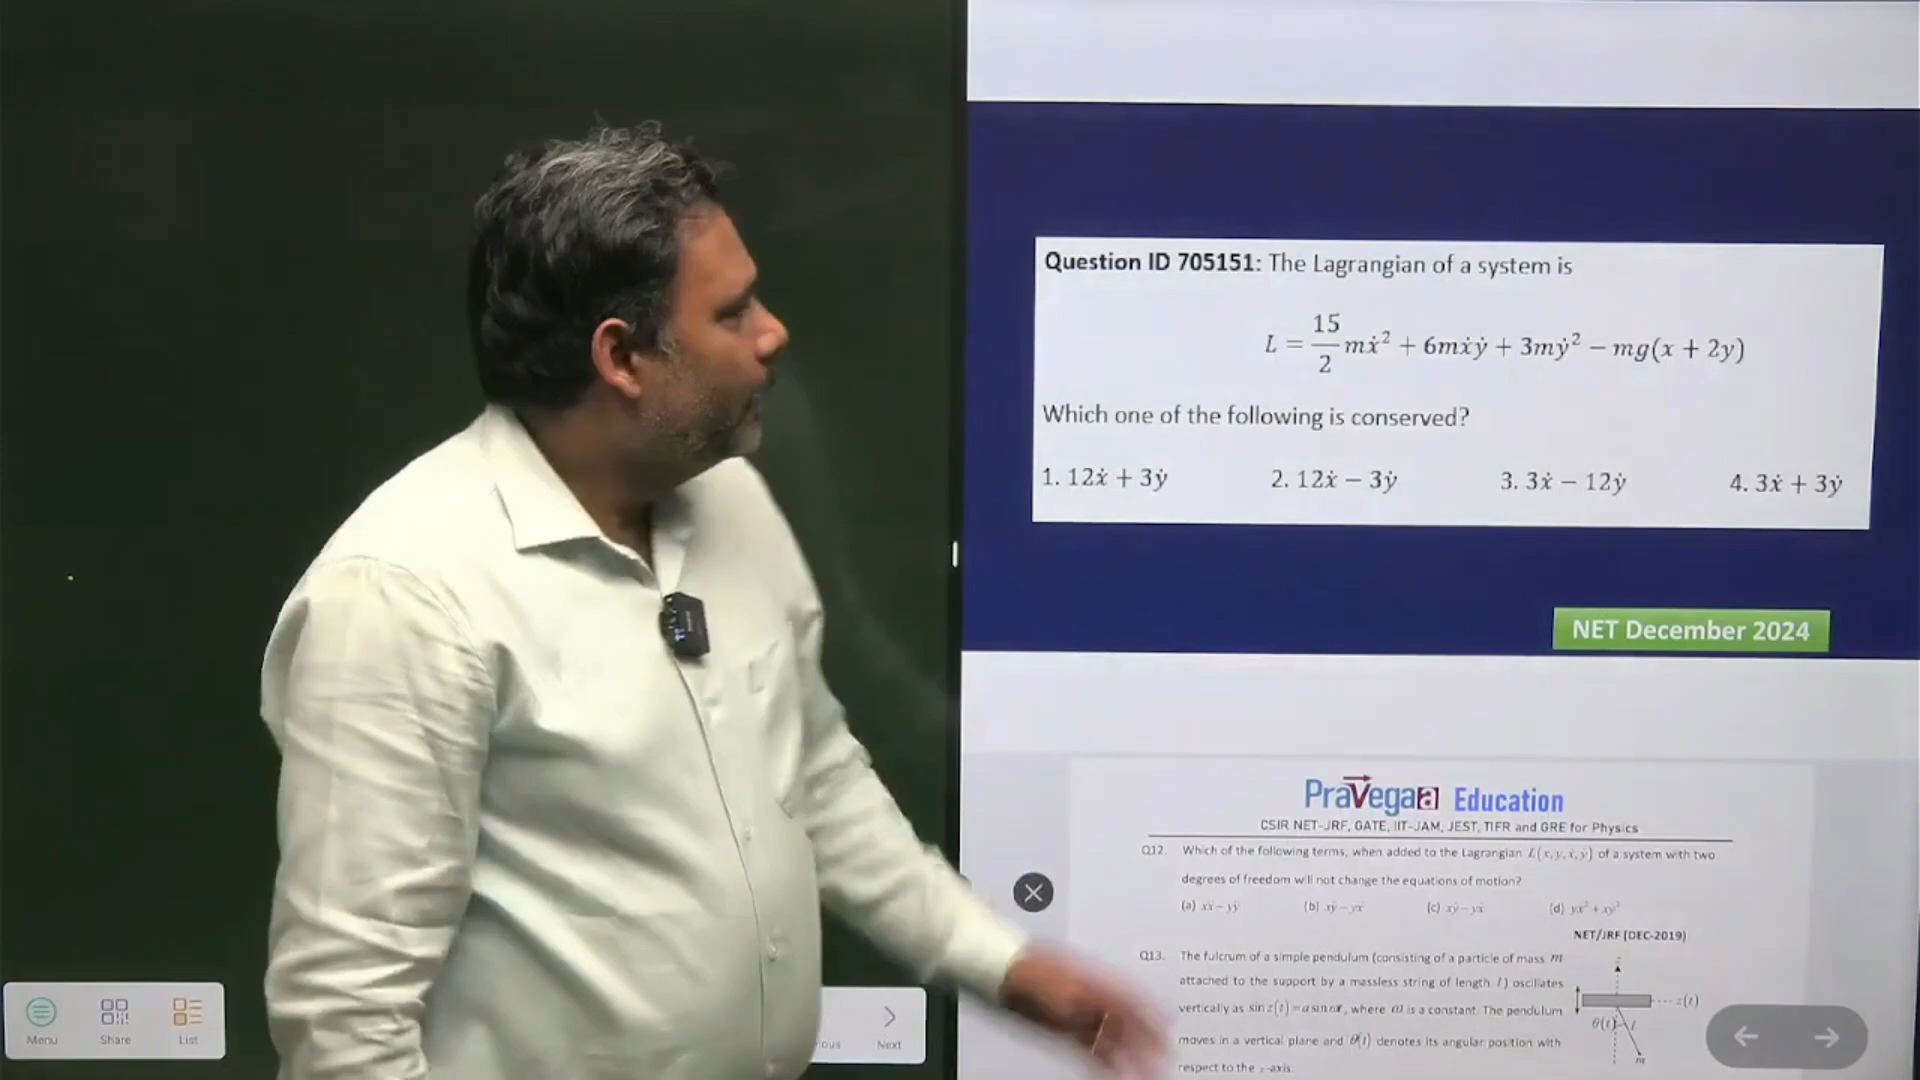 Question ID 705151: The Lagrangian of a system is
L = 15/2 mẋ² + 6mẋẏ + 3mẏ² − mg(x + 2y)
Which one of the following is conserved?
1. 12ẋ + 3ẏ 2. 12ẋ − 3ẏ 3. 3ẋ − 12ẏ 4. 3ẋ + 3ẏ
NET December 2024
Pravegaa Education
CSIR NET-JRF, GATE, IIT-JAM, JEST, TIFR and GRE for Physics
Q12. Which of the following terms, when added to the Lagrangian L(x, y, ẋ, ẏ) of a system with two
degrees of freedom will not change the equations of motion?
(a) (b) (c) (d)
NET/JRF (DEC-2019)
Q13. The fulcrum of a simple pendulum (consisting of a particle of mass m
attached to the support by a massless string of length l) oscillates
vertically as sin z(t) = a sin ωt, where ω is a constant. The pendulum
moves in a vertical plane and θ(t) denotes its angular position with
respect to the z-axis.
z(t)
θ(t) l
m
Menu Share List
Next